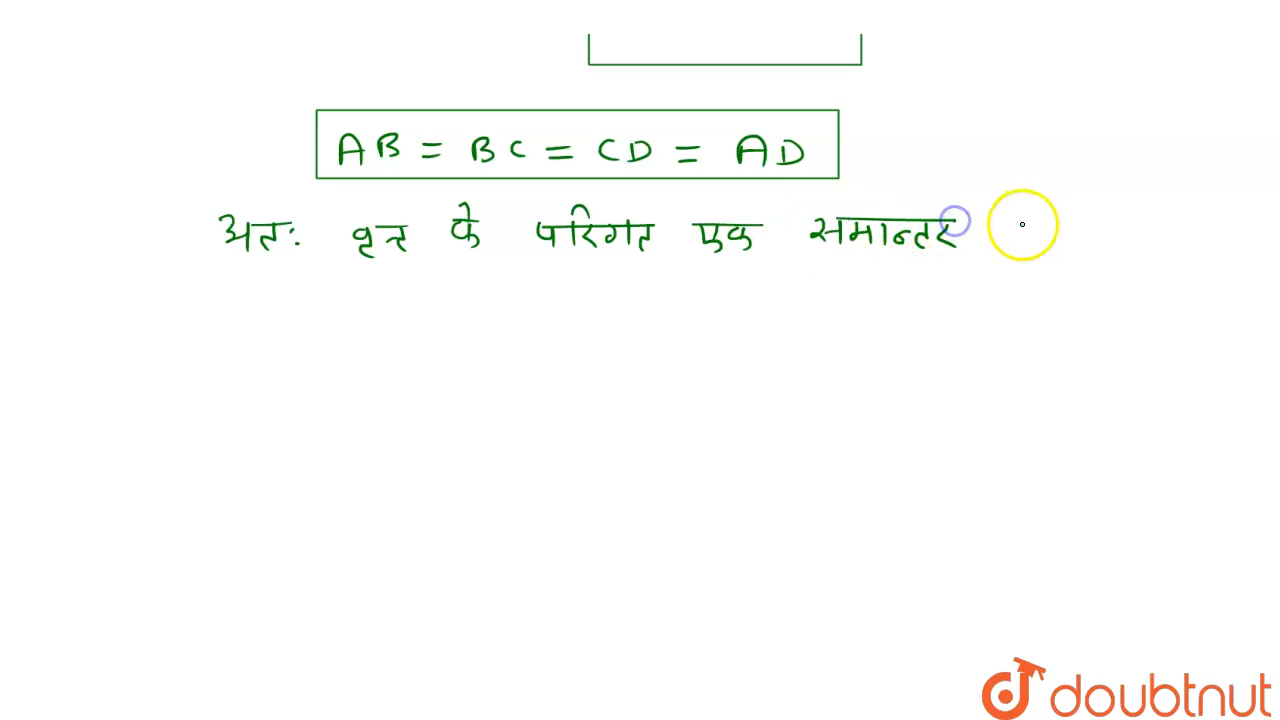 AB = BC = CD = AD
अतः वृत्त के परिगत एक समान्तर
doubtnut